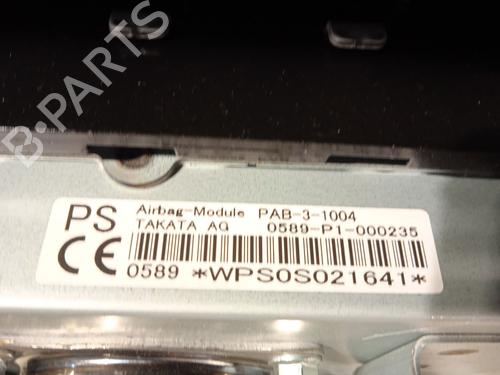 B-PARTS
PS Airbag-Module PAB-3-1004
TAKATA AG 0589-P1-000235
CE 0589 *WPS0S021641*